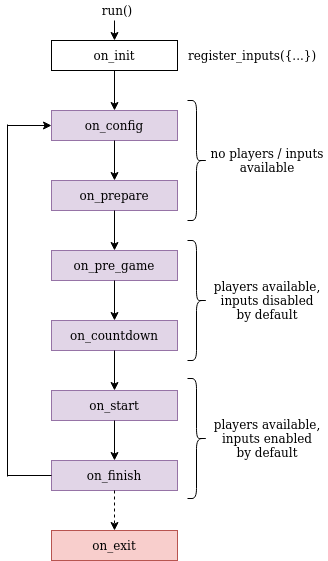 run()
on_init
register_inputs({...})
on_config
no players / inputs
available
on_prepare
on_pre_game
players available,
inputs disabled
by default
on_countdown
on_start
players available,
inputs enabled
by default
on_finish
on_exit